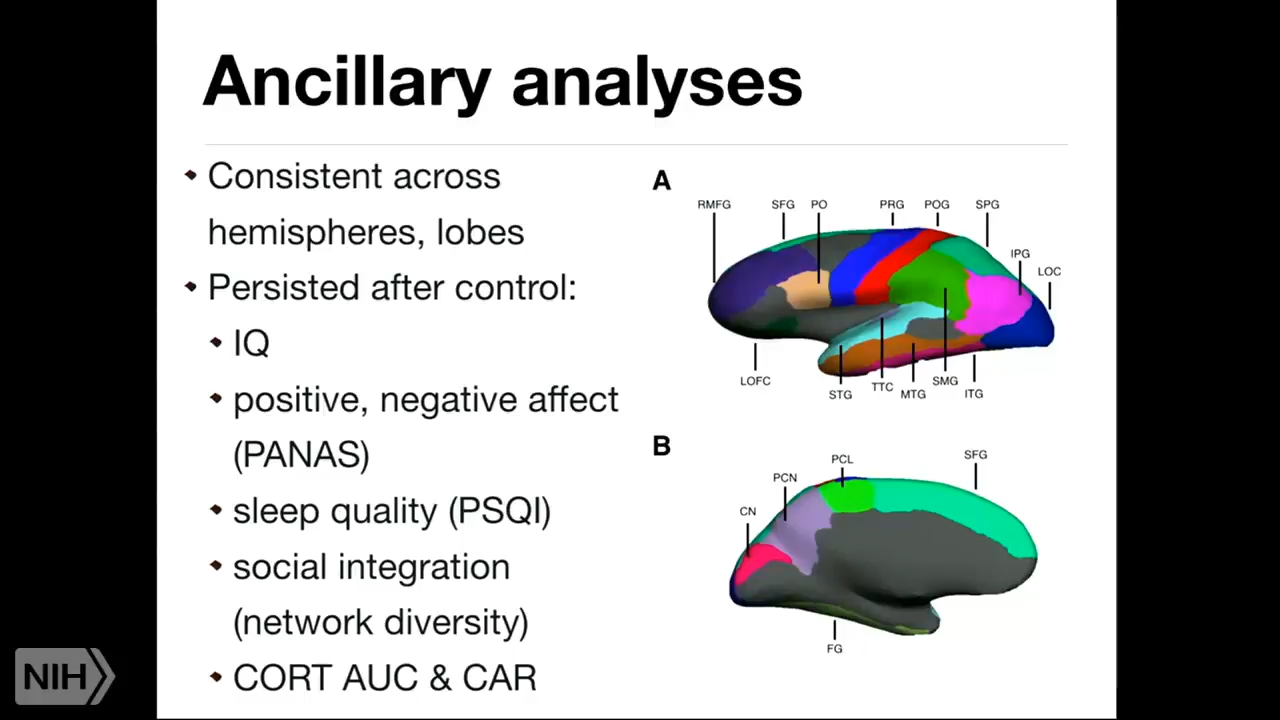 Ancillary analyses
Consistent across
hemispheres, lobes
Persisted after control:
IQ
positive, negative affect
(PANAS)
sleep quality (PSQI)
social integration
(network diversity)
CORT AUC & CAR
A
RMFG SFG PO PRG POG SPG
IPG
LOC
LOFC STG TTC MTG SMG ITG
B
PCL SFG
PCN
CN
FG
NIH